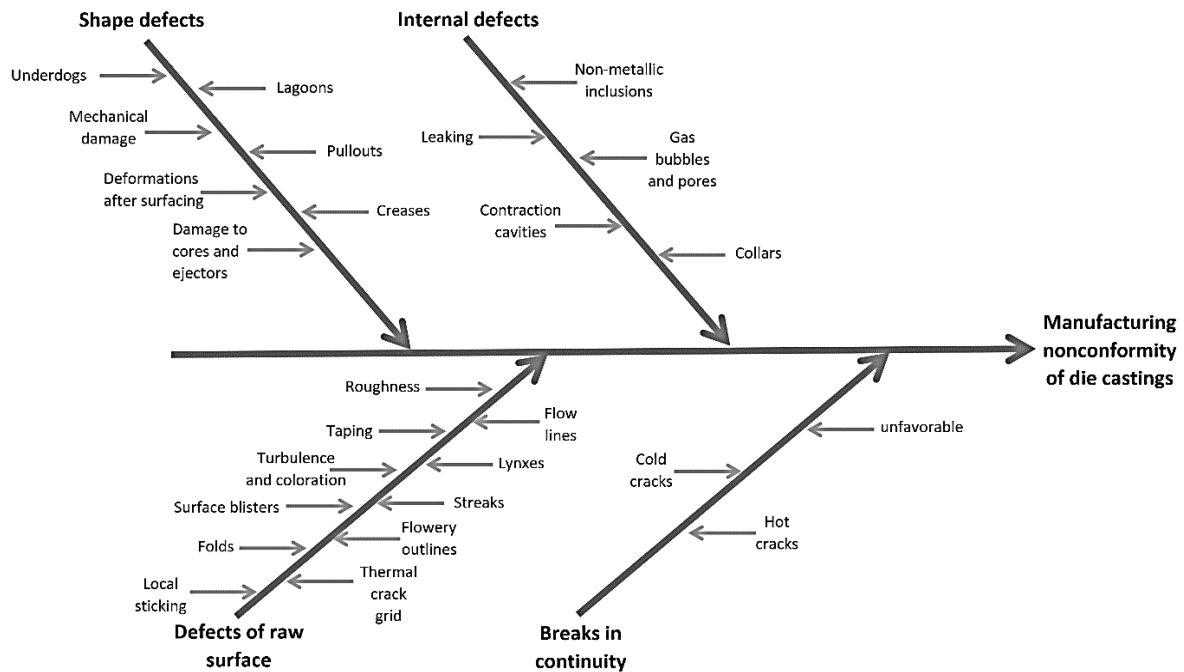 Shape defects
Internal defects
Underdogs
Lagoons
Mechanical
damage
Pullouts
Deformations
after surfacing
Creases
Damage to
cores and
ejectors
Non-metallic
inclusions
Leaking
Gas
bubbles
and pores
Contraction
cavities
Collars
Manufacturing
nonconformity
of die castings
Roughness
Flow
lines
Taping
Lynxes
Turbulence
and coloration
Streaks
Surface blisters
Flowery
outlines
Folds
Thermal
crack
grid
Local
sticking
Defects of raw
surface
unfavorable
Cold
cracks
Hot
cracks
Breaks in
continuity